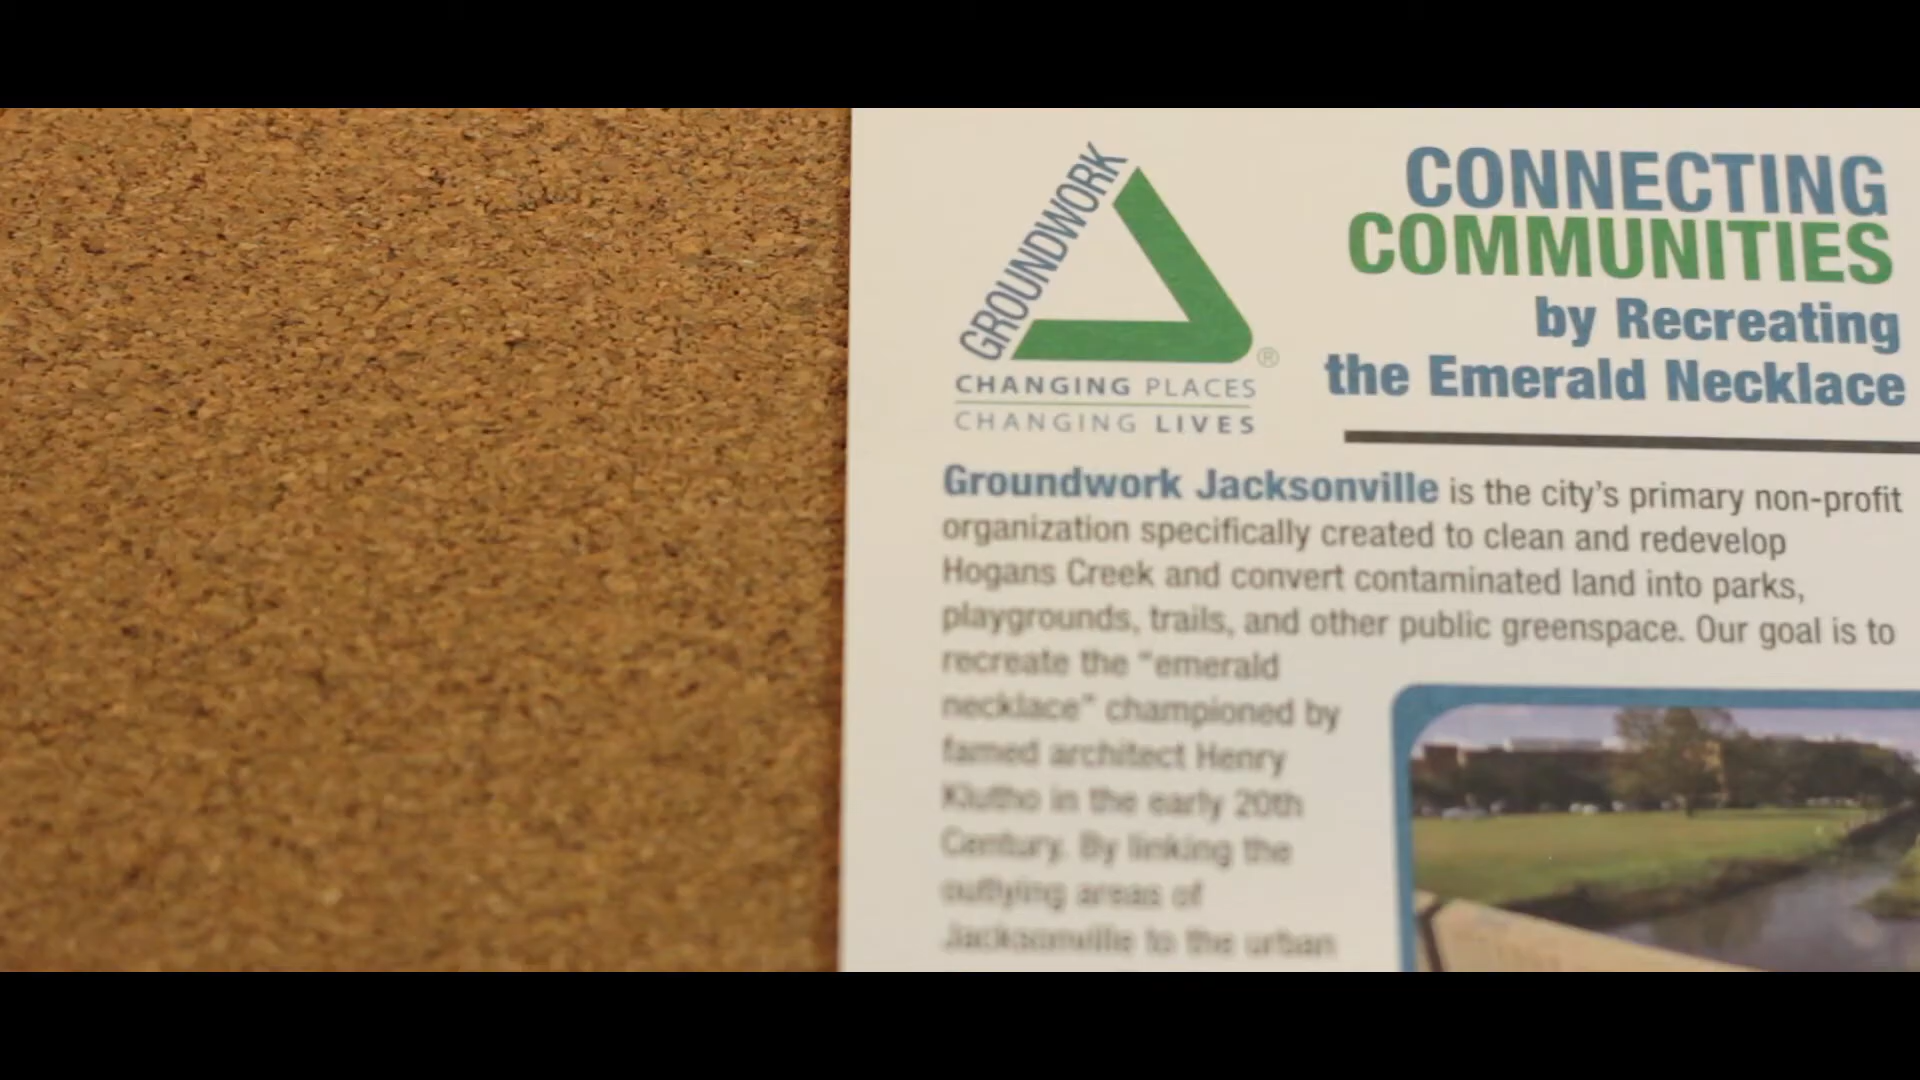 GROUNDWORK
®
CHANGING PLACES
CHANGING LIVES
CONNECTING
COMMUNITIES
by Recreating
the Emerald Necklace
Groundwork Jacksonville is the city's primary non-profit
organization specifically created to clean and redevelop
Hogans Creek and convert contaminated land into parks,
playgrounds, trails, and other public greenspace. Our goal is to
recreate the "emerald
necklace" championed by
famed architect Henry
Klutho in the early 20th
Century. By linking the
outlying areas of
Jacksonville to the urban